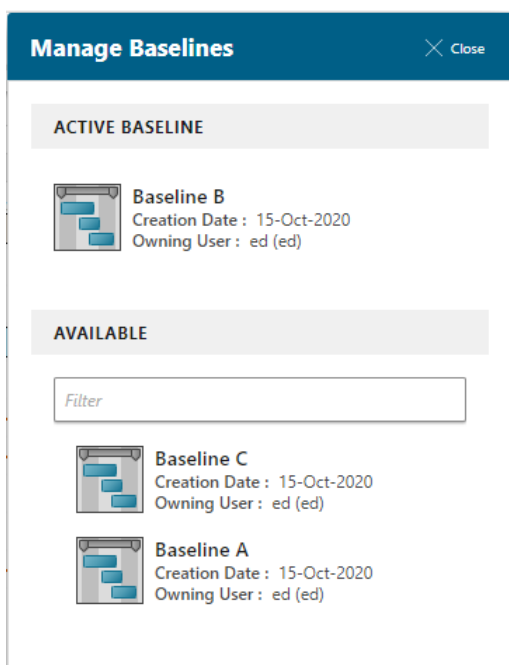 Manage Baselines
Close
ACTIVE BASELINE
Baseline B
Creation Date : 15-Oct-2020
Owning User : ed (ed)
AVAILABLE
Filter
Baseline C
Creation Date : 15-Oct-2020
Owning User : ed (ed)
Baseline A
Creation Date : 15-Oct-2020
Owning User : ed (ed)